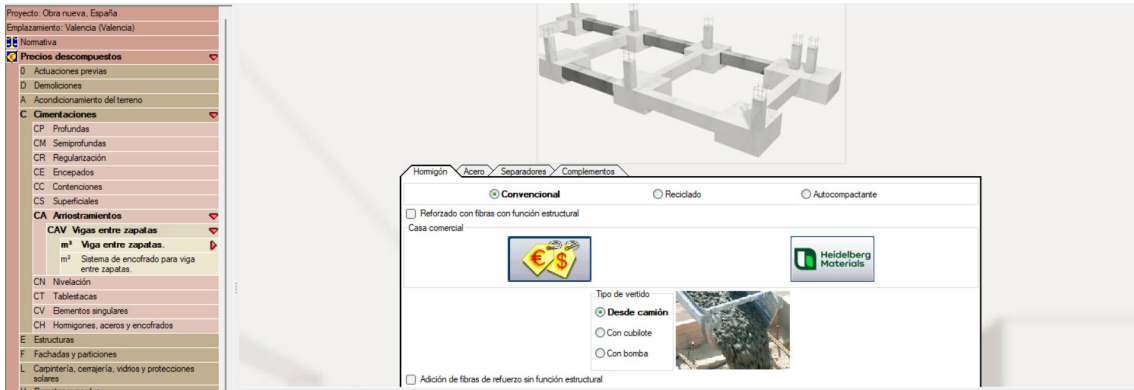 Proyecto: Obra nueva, España
Emplazamiento: Valencia (Valencia)
Normativa
Precios descompuestos
0 Actuaciones previas
D Demoliciones
A Acondicionamiento del terreno
C Cimentaciones
CP Profundas
CM Semiprofundas
CR Regularización
CE Encepados
CC Contenciones
CS Superficiales
CA Arriostramientos
CAV Vigas entre zapatas
m³ Viga entre zapatas.
m² Sistema de encofrado para viga
entre zapatas.
CN Nivelación
CT Tablestacas
CV Elementos singulares
CH Hormigones, aceros y encofrados
E Estructuras
F Fachadas y particiones
L Carpintería, cerrajería, vidrios y protecciones
solares
Hormigón Acero Separadores Complementos
Convencional Reciclado Autocompactante
Reforzado con fibras con función estructural
Casa comercial
€ $
Heidelberg
Materials
Tipo de vertido
Desde camión
Con cubilote
Con bomba
Adición de fibras de refuerzo sin función estructural